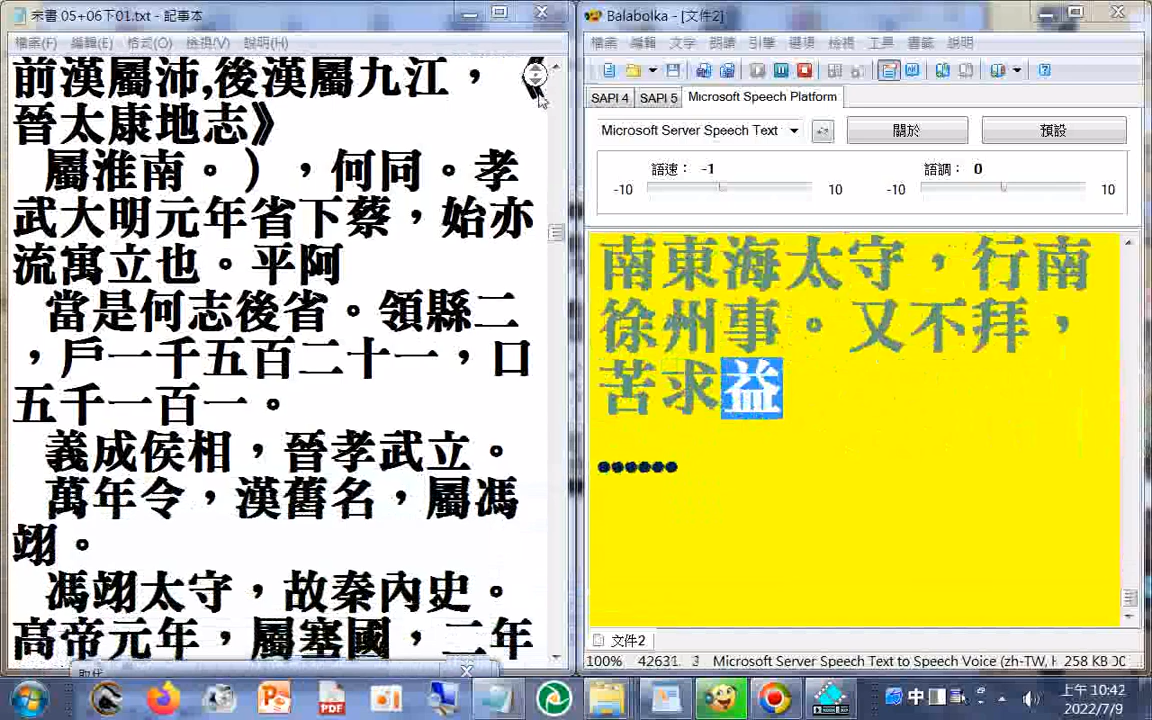 宋書 05+06下01.txt - 記事本
檔案(F) 編輯(E) 格式(O) 檢視(V) 說明(H)
前漢屬沛,後漢屬九江，《
晉太康地志》
屬淮南。），何同。孝
武大明元年省下蔡，始亦
流寓立也。平阿
當是何志後省。領縣二
，戶一千五百二十一，口
五千一百一。
義成侯相，晉孝武立。
萬年令，漢舊名，屬馮
翊。
馮翊太守，故秦內史。
高帝元年，屬塞國，二年
取代
Balabolka - [文件2]
檔案 編輯 文字 朗讀 引擎 選項 檢視 工具 書籤 說明
SAPI 4 SAPI 5 Microsoft Speech Platform
Microsoft Server Speech Text 關於 預設
語速： -1 語調： 0
-10 10 -10 10
南東海太守，行南
徐州事。又不拜，
苦求益
●●●●●●
文件2
100% 42631: 3 Microsoft Server Speech Text to Speech Voice (zh-TW, H 258 KB
中
上午 10:42
2022/7/9